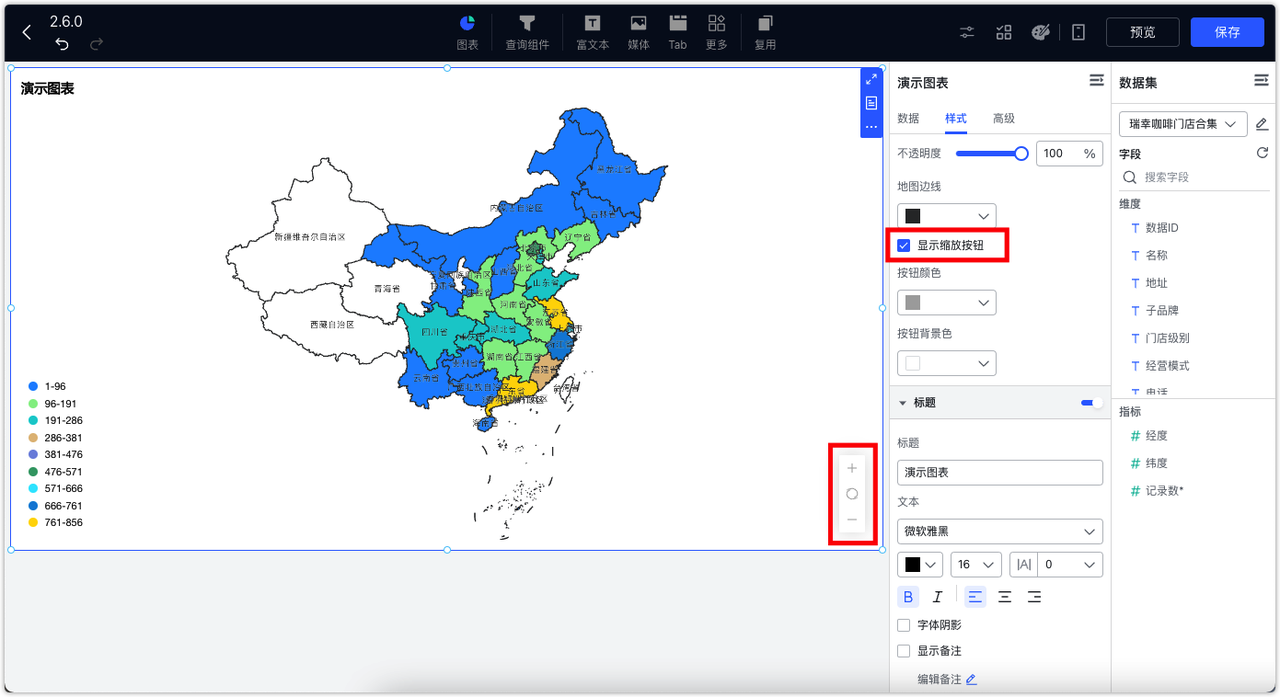 2.6.0
图表
查询组件
富文本
媒体
Tab
更多
复用
预览
保存
演示图表
黑龙江省
内蒙古自治区
吉林省
辽宁省
新疆维吾尔自治区
青海省
西藏自治区
山东省
河南省
四川省
湖北省
湖南省
江西省
云南省
海南省
1-96
96-191
191-286
286-381
381-476
476-571
571-666
666-761
761-856
演示图表
数据
样式
高级
不透明度
100
%
地图边线
显示缩放按钮
按钮颜色
按钮背景色
标题
标题
演示图表
文本
微软雅黑
16
|A|
0
B
I
字体阴影
显示备注
编辑备注
数据集
瑞幸咖啡门店合集
字段
搜索字段
维度
T 数据ID
T 名称
T 地址
T 子品牌
T 门店级别
T 经营模式
T 电话
指标
# 经度
# 纬度
# 记录数*